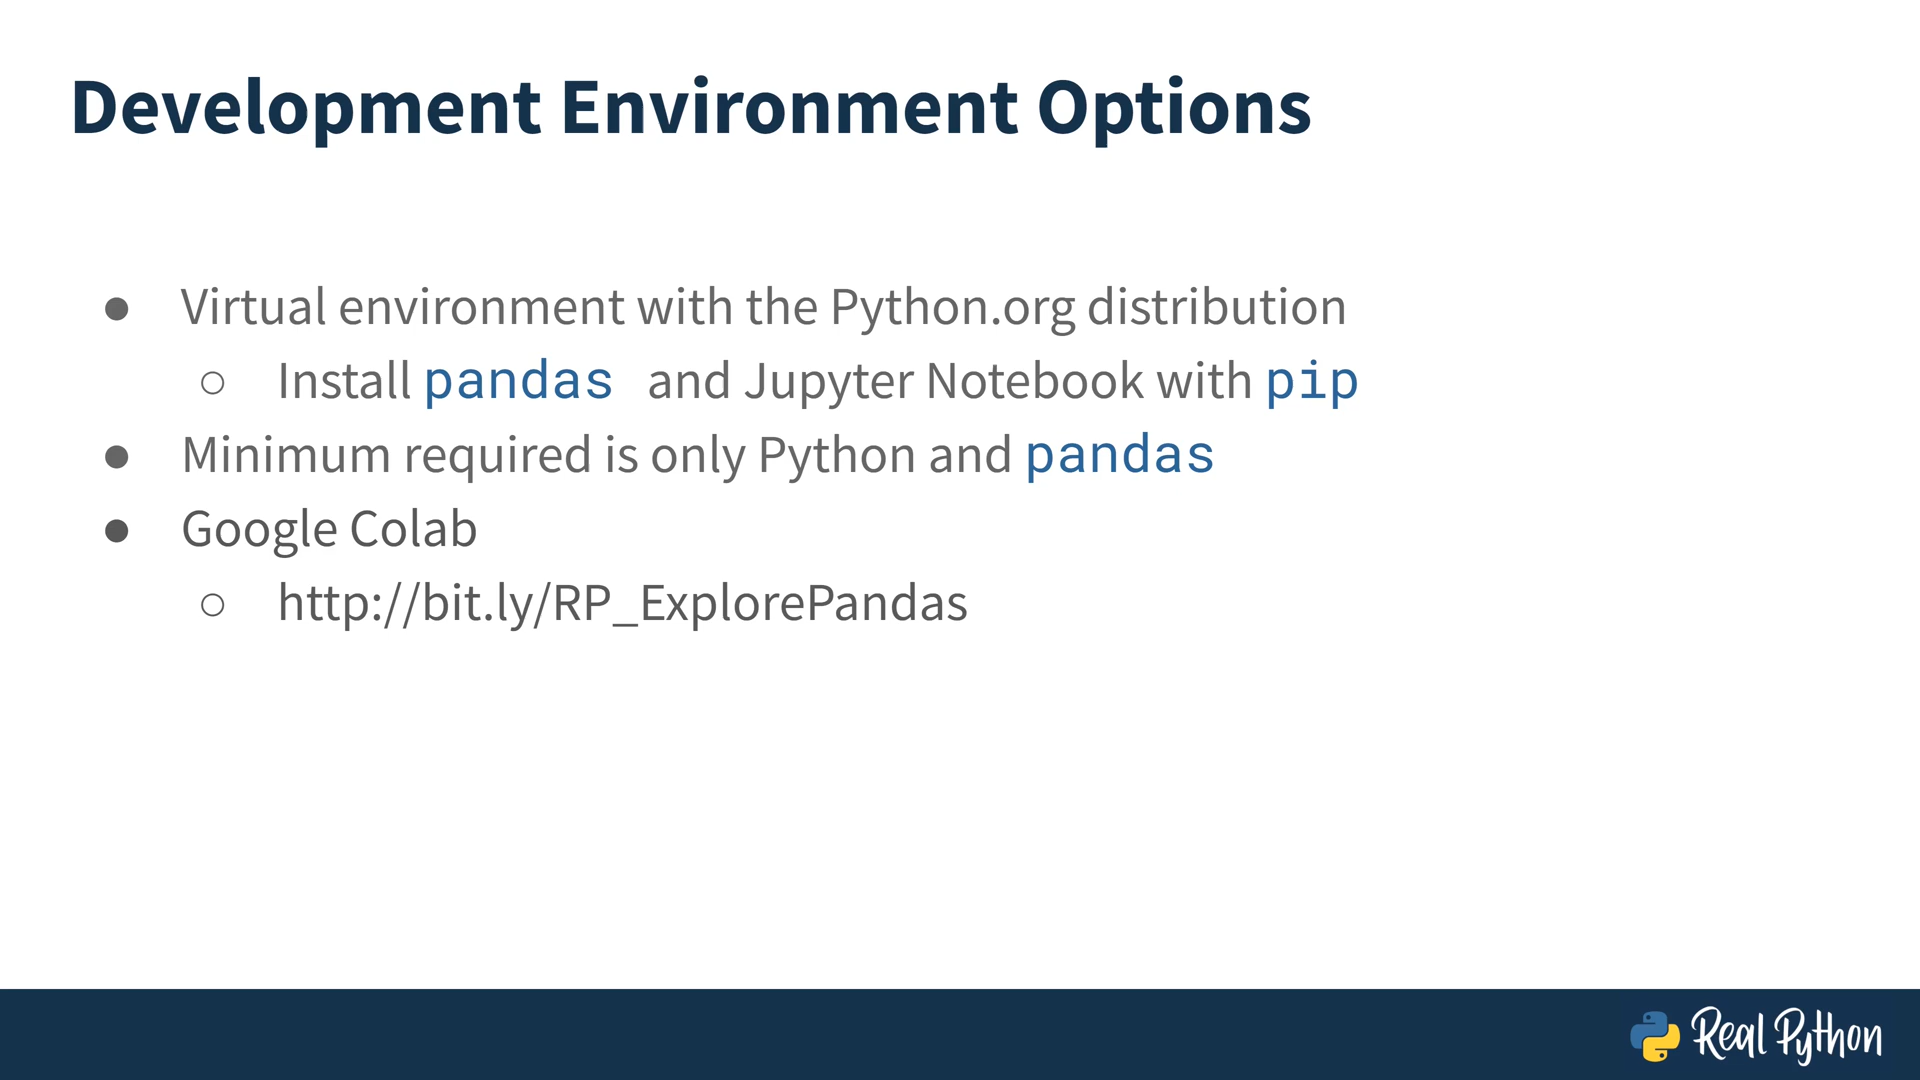 Development Environment Options
● Virtual environment with the Python.org distribution
○ Install pandas and Jupyter Notebook with pip
● Minimum required is only Python and pandas
● Google Colab
○ http://bit.ly/RP_ExplorePandas
Real Python